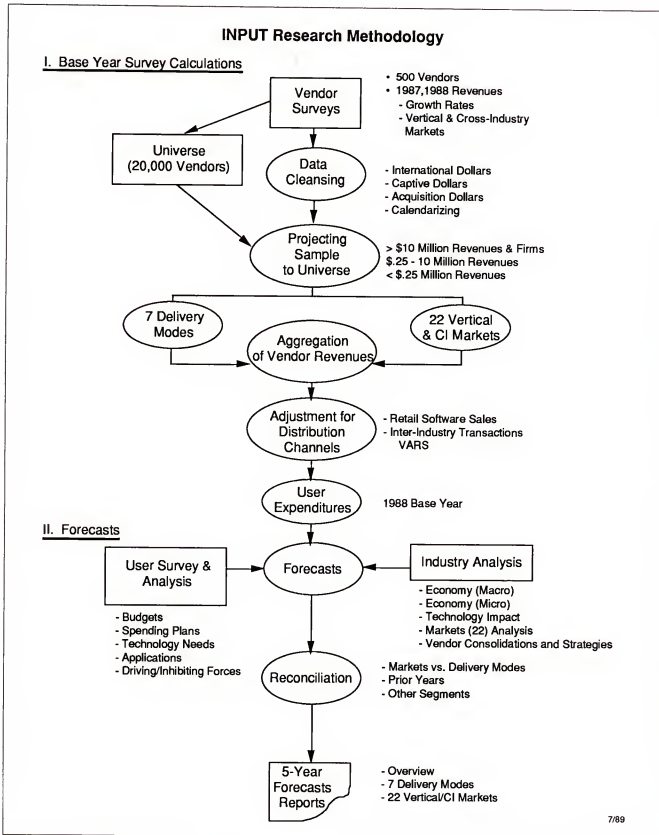 INPUT Research Methodology
I. Base Year Survey Calculations
Vendor
Surveys
• 500 Vendors
• 1987,1988 Revenues
- Growth Rates
- Vertical & Cross-Industry
Markets
Universe
(20,000 Vendors)
Data
Cleansing
- International Dollars
- Captive Dollars
- Acquisition Dollars
- Calendarizing
Projecting
Sample
to Universe
> $10 Million Revenues & Firms
$.25 - 10 Million Revenues
< $.25 Million Revenues
7 Delivery
Modes
22 Vertical
& CI Markets
Aggregation
of Vendor Revenues
Adjustment for
Distribution
Channels
- Retail Software Sales
- Inter-Industry Transactions
VARS
User
Expenditures
1988 Base Year
II. Forecasts
User Survey &
Analysis
Forecasts
Industry Analysis
- Budgets
- Spending Plans
- Technology Needs
- Applications
- Driving/Inhibiting Forces
- Economy (Macro)
- Economy (Micro)
- Technology Impact
- Markets (22) Analysis
- Vendor Consolidations and Strategies
Reconciliation
- Markets vs. Delivery Modes
- Prior Years
- Other Segments
5-Year
Forecasts
Reports
- Overview
- 7 Delivery Modes
- 22 Vertical/CI Markets
7/89